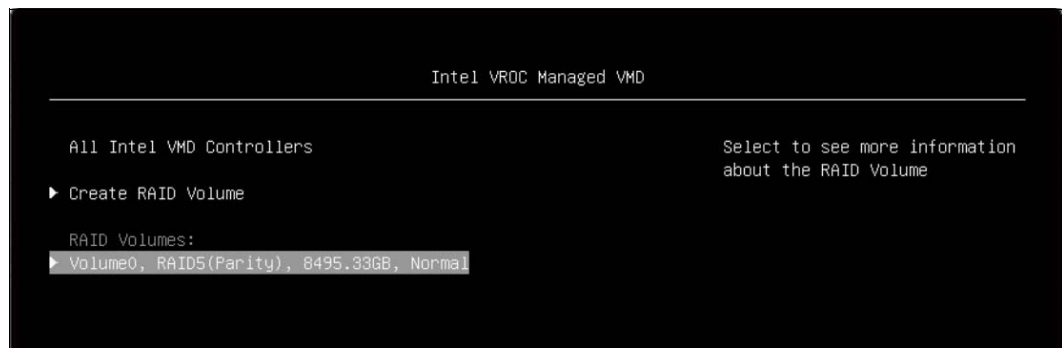 Intel VROC Managed VMD
All Intel VMD Controllers
Select to see more information
about the RAID Volume
Create RAID Volume
RAID Volumes:
Volume0, RAID5(Parity), 8495.33GB, Normal